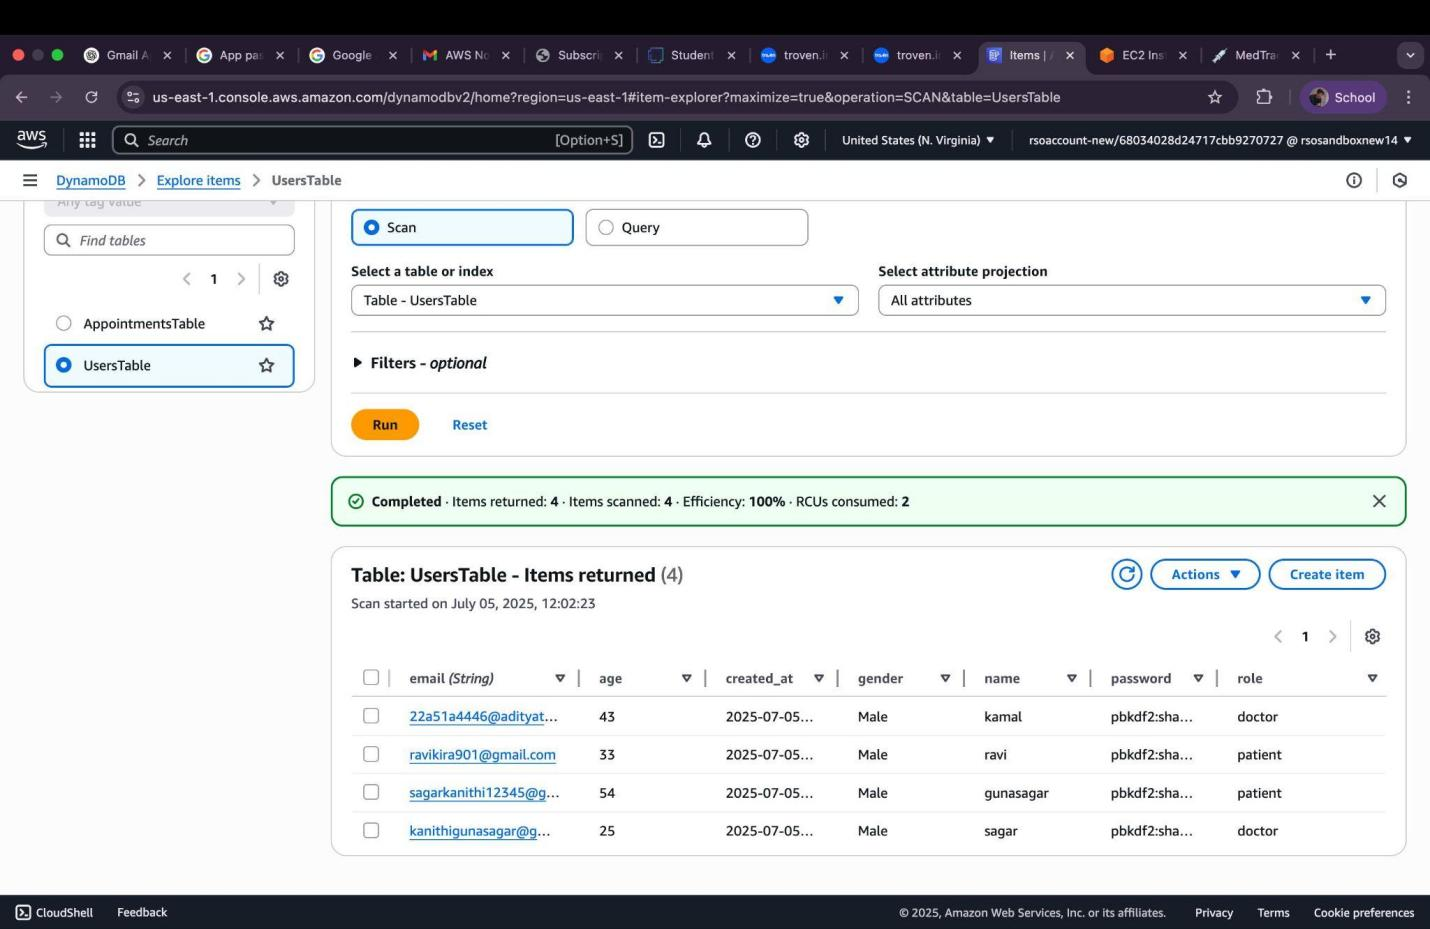 Gmail A
App pas
Google
AWS No
Subscri
Student
troven.i
troven.i
Items | A
EC2 Ins
MedTra
us-east-1.console.aws.amazon.com/dynamodbv2/home?region=us-east-1#item-explorer?maximize=true&operation=SCAN&table=UsersTable
School
aws
Search [Option+S]
United States (N. Virginia)
rsoaccount-new/68034028d24717cbb9270727 @ rsosandboxnew14
DynamoDB > Explore items > UsersTable
Any tag value
Find tables
1
AppointmentsTable
UsersTable
Scan
Query
Select a table or index
Select attribute projection
Table - UsersTable
All attributes
Filters - optional
Run
Reset
Completed · Items returned: 4 · Items scanned: 4 · Efficiency: 100% · RCUs consumed: 2
Table: UsersTable - Items returned (4)
Actions
Create item
Scan started on July 05, 2025, 12:02:23
1
email (String) age created_at gender name password role
22a51a4446@adityat... 43 2025-07-05... Male kamal pbkdf2:sha... doctor
ravikira901@gmail.com 33 2025-07-05... Male ravi pbkdf2:sha... patient
sagarkanithi12345@g... 54 2025-07-05... Male gunasagar pbkdf2:sha... patient
kanithigunasagar@g... 25 2025-07-05... Male sagar pbkdf2:sha... doctor
CloudShell Feedback © 2025, Amazon Web Services, Inc. or its affiliates. Privacy Terms Cookie preferences